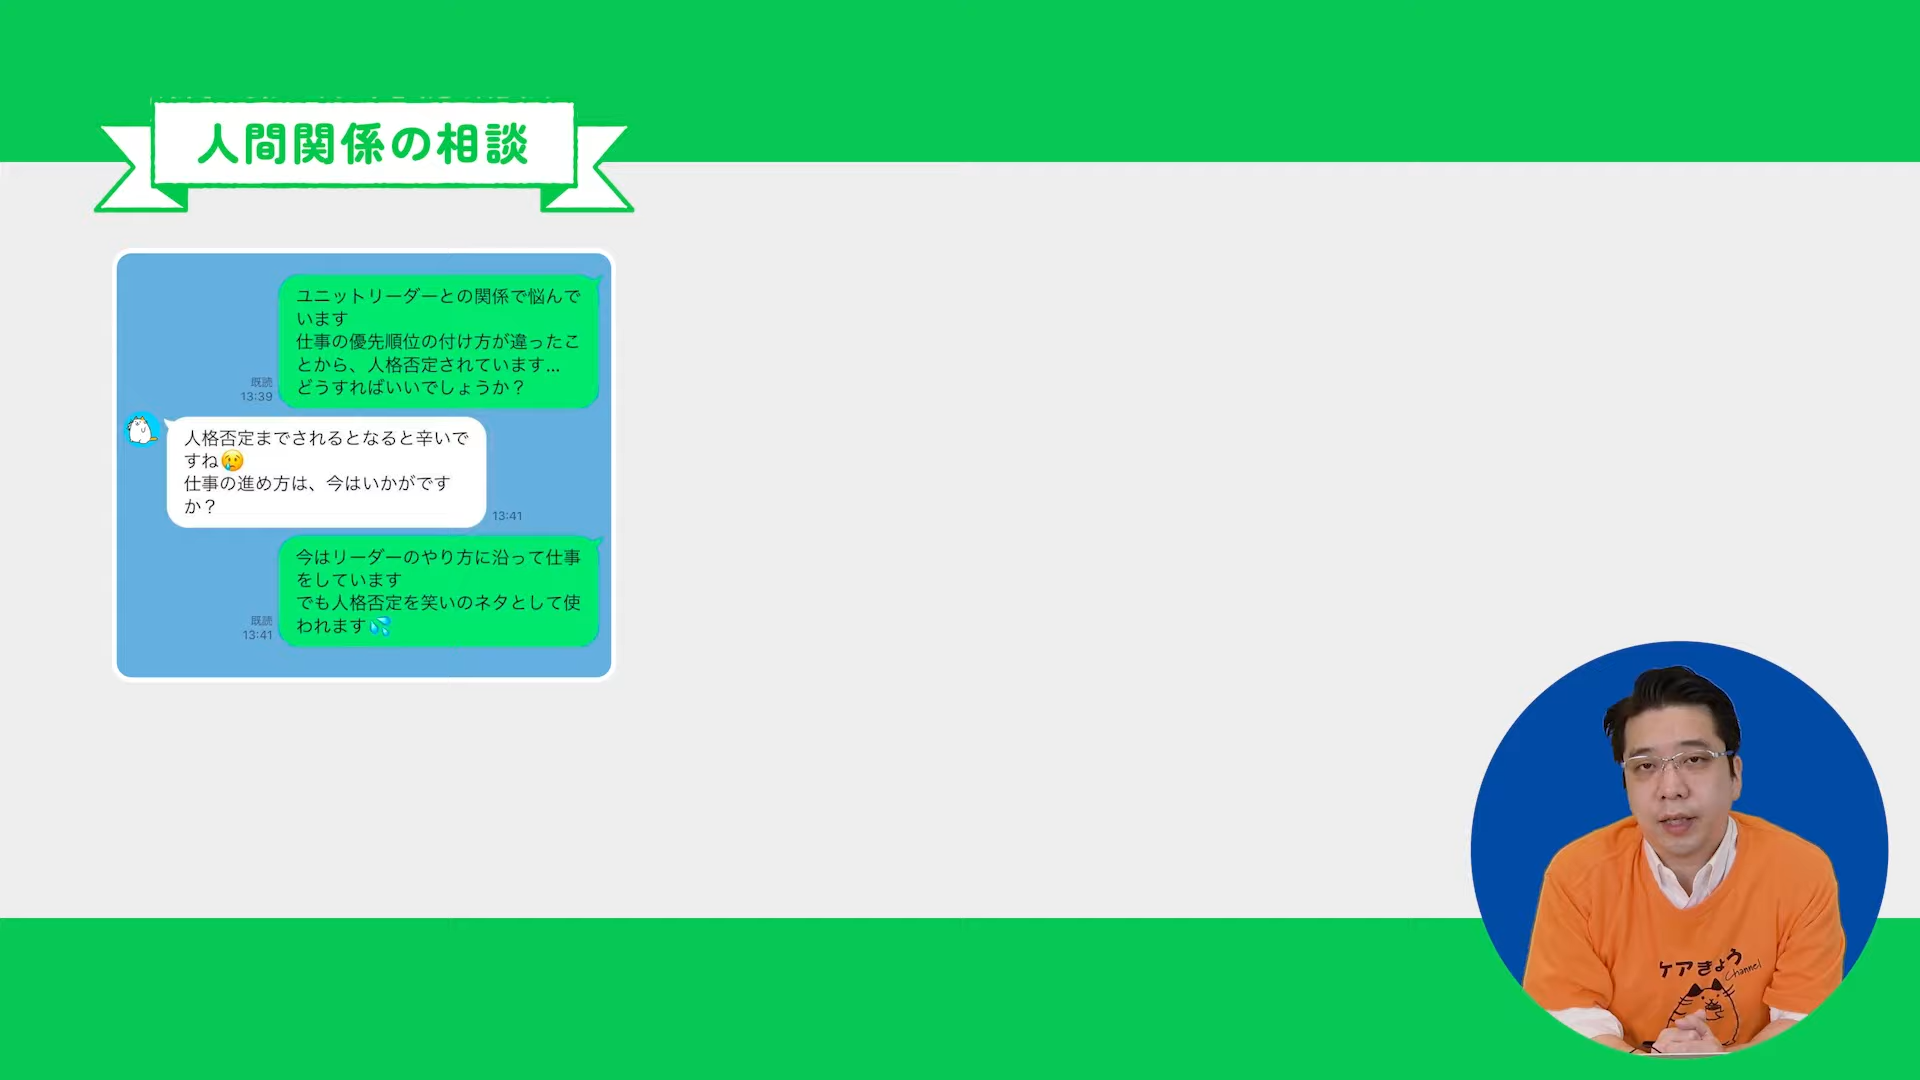 人間関係の相談
ユニットリーダーとの関係で悩んで
います
仕事の優先順位の付け方が違ったこ
とから、人格否定されています...
どうすればいいでしょうか？
既読
13:39
人格否定までされるとなると辛いで
すね😢
仕事の進め方は、今はいかがです
か？
13:41
今はリーダーのやり方に沿って仕事
をしています
でも人格否定を笑いのネタとして使
われます💦
既読
13:41
ケアきょう
Channel